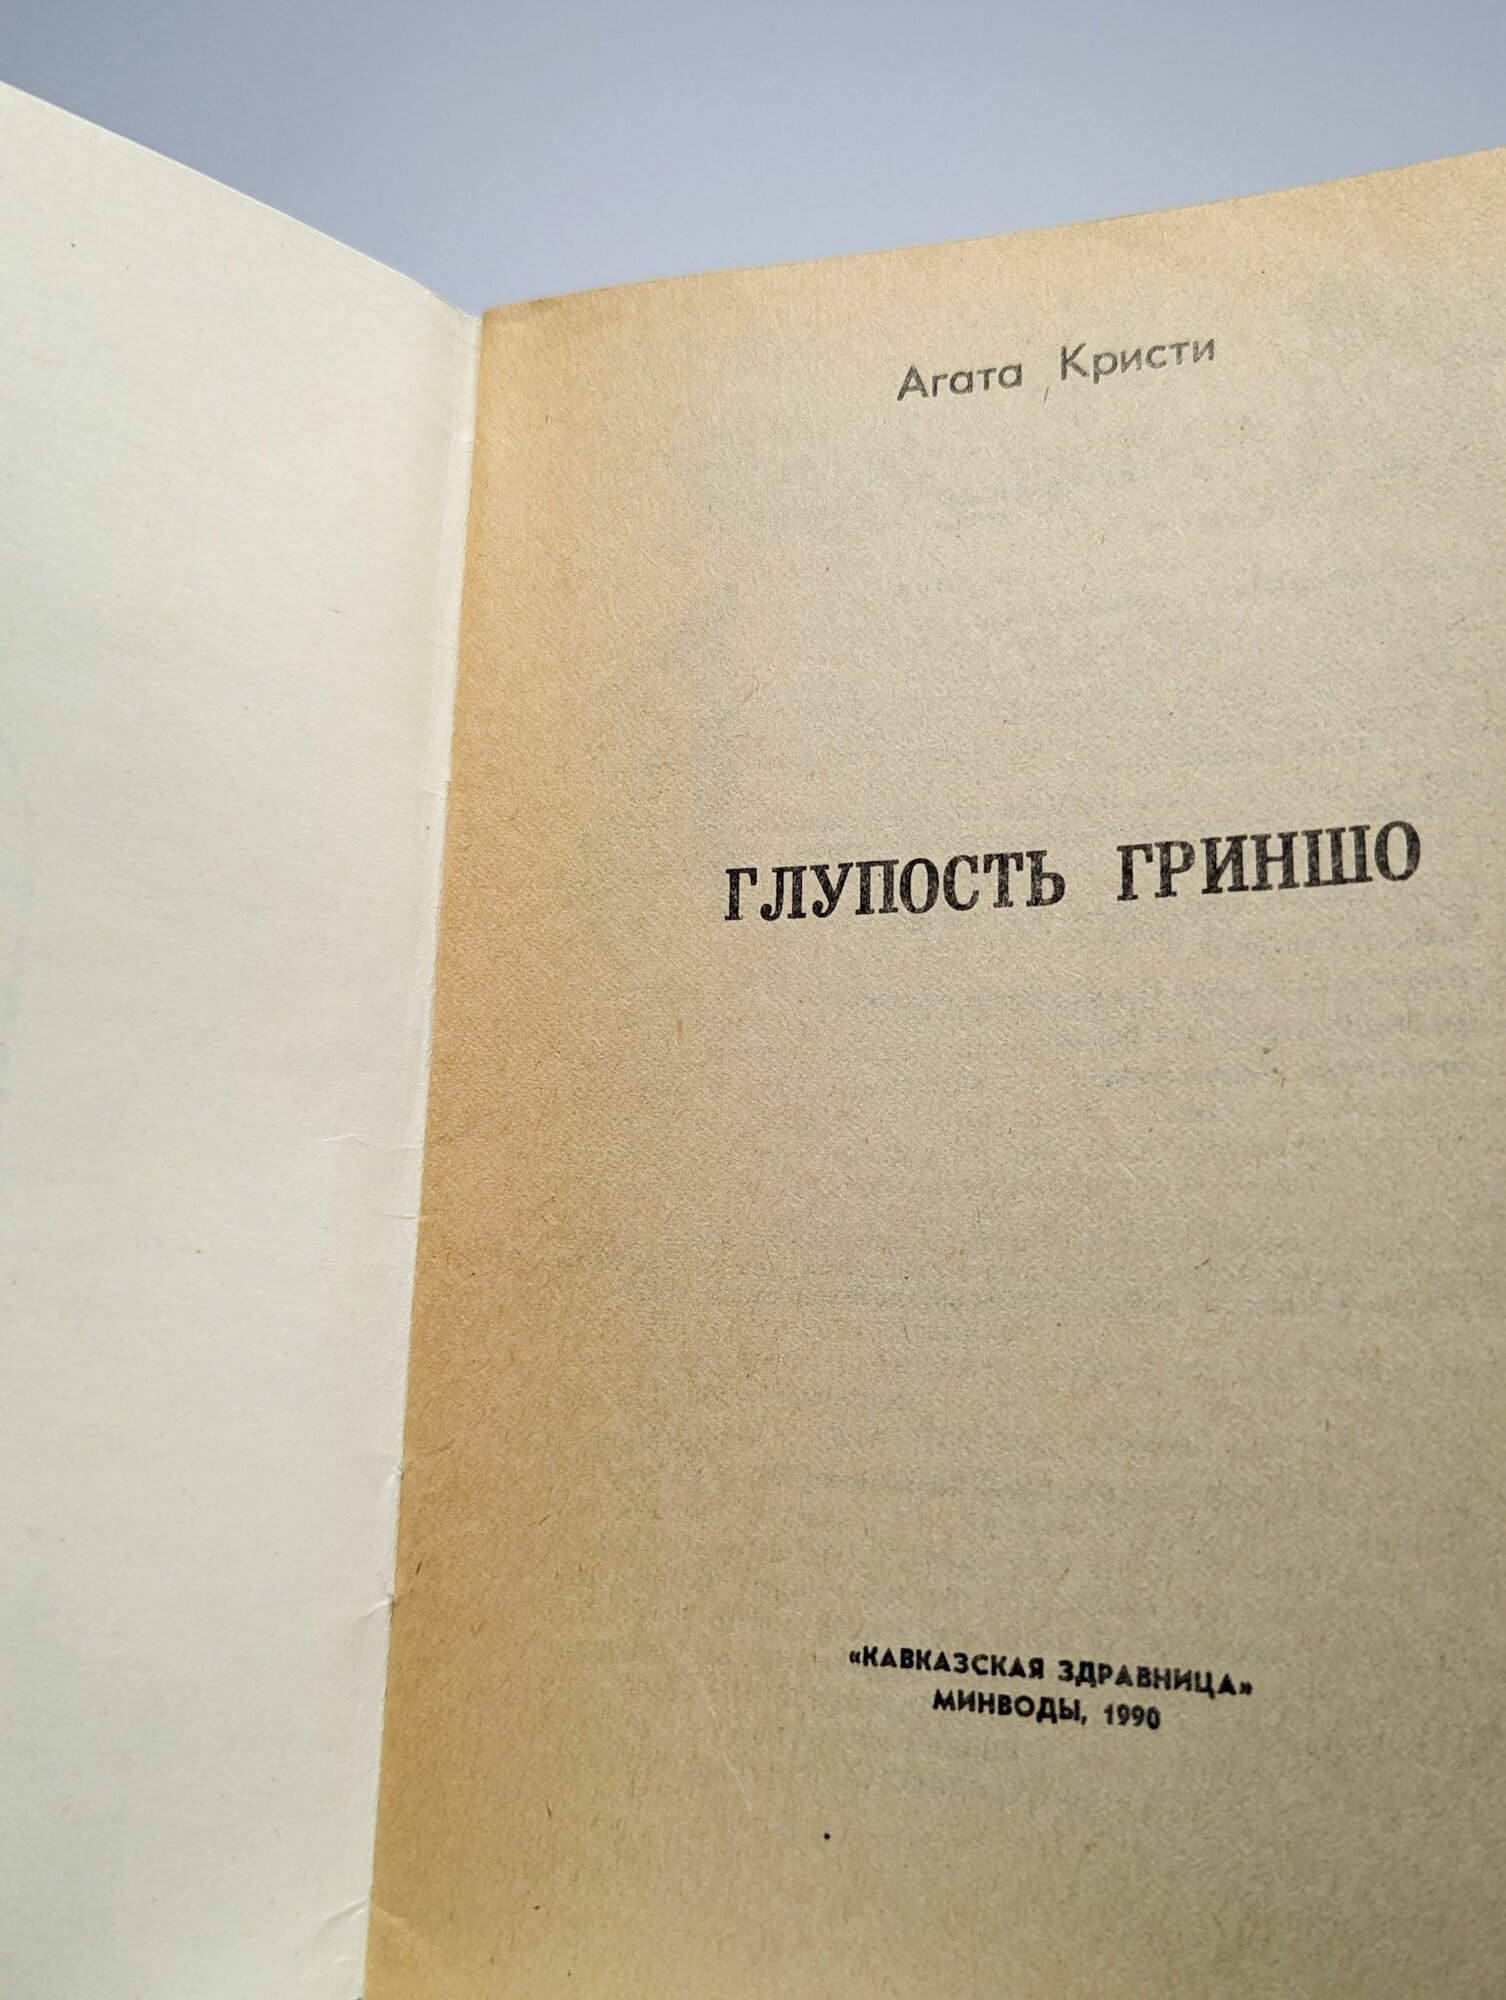 Агата Кристи
ГЛУПОСТЬ ГРИНШО
«КАВКАЗСКАЯ ЗДРАВНИЦА»
МИНВОДЫ, 1990